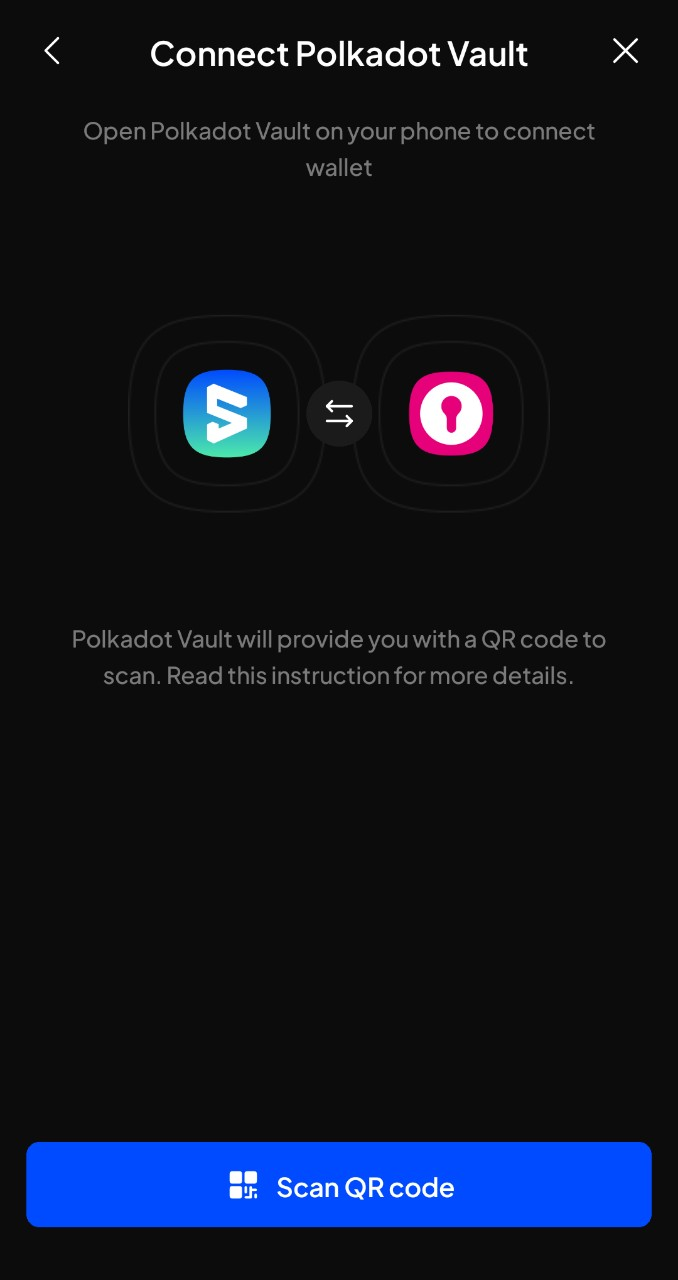 Connect Polkadot Vault
Open Polkadot Vault on your phone to connect
wallet
Polkadot Vault will provide you with a QR code to
scan. Read this instruction for more details.
Scan QR code